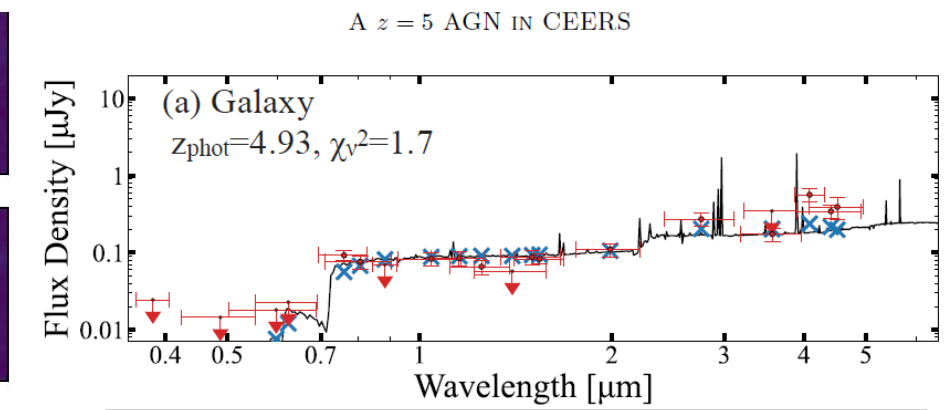 A z = 5 AGN IN CEERS
(a) Galaxy
zphot=4.93, χν²=1.7
Flux Density [μJy]
10
1
0.10
0.01
0.4 0.5 0.7 1 2 3 4 5
Wavelength [μm]